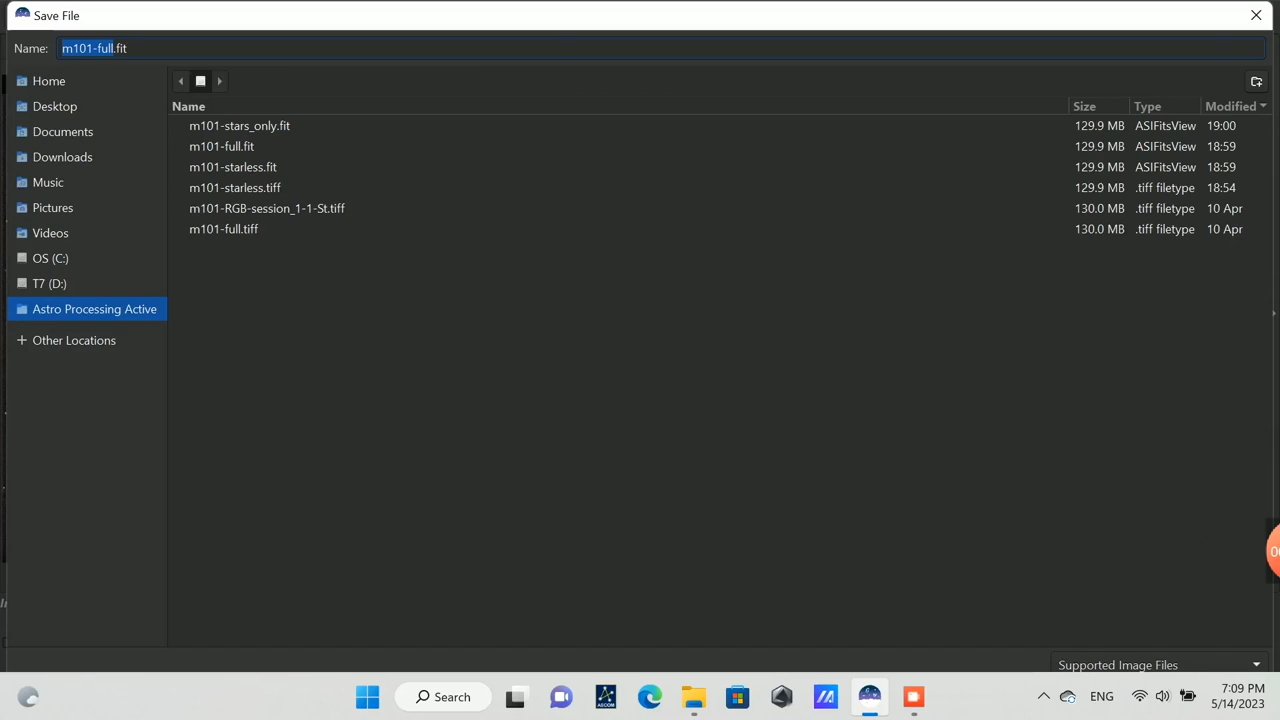 Save File
Name: m101-full.fit
Home
Desktop
Documents
Downloads
Music
Pictures
Videos
OS (C:)
T7 (D:)
Astro Processing Active
Other Locations
Name Size Type Modified
m101-stars_only.fit 129.9 MB ASIFitsView 19:00
m101-full.fit 129.9 MB ASIFitsView 18:59
m101-starless.fit 129.9 MB ASIFitsView 18:59
m101-starless.tiff 129.9 MB .tiff filetype 18:54
m101-RGB-session_1-1-St.tiff 130.0 MB .tiff filetype 10 Apr
m101-full.tiff 130.0 MB .tiff filetype 10 Apr
Supported Image Files
Search
ASCOM
ENG
7:09 PM
5/14/2023